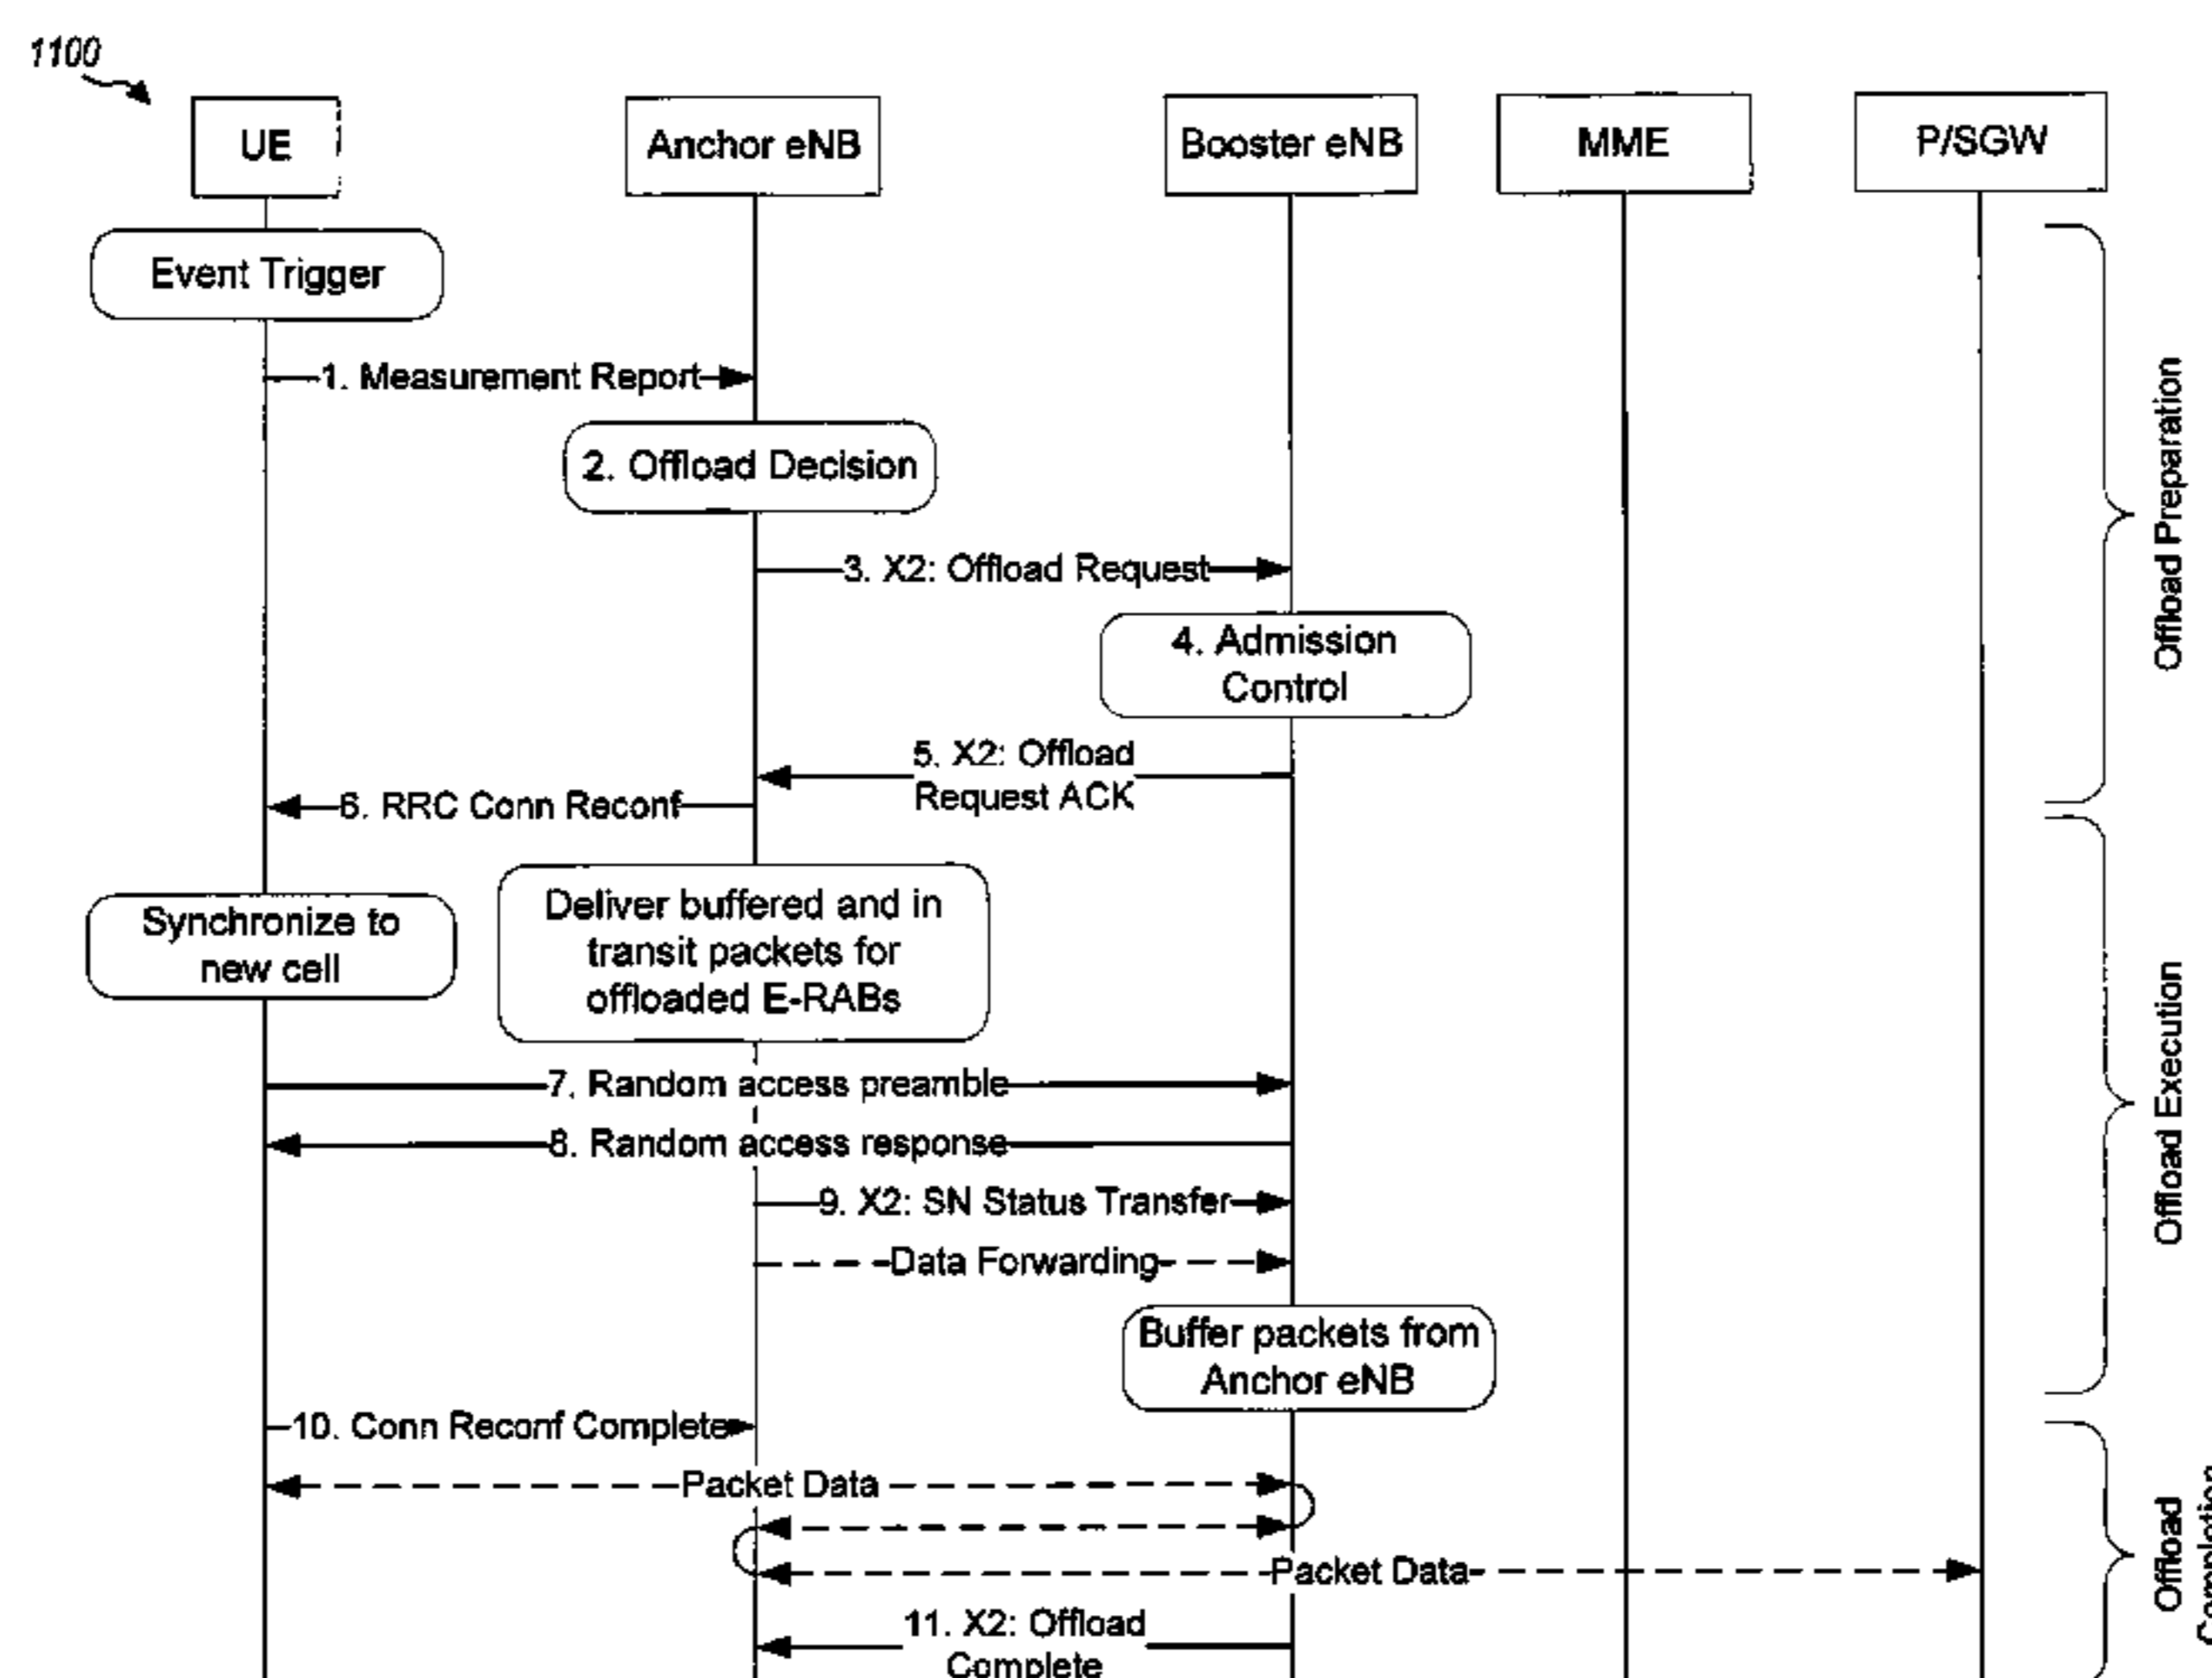 1100
UE
Anchor eNB
Booster eNB
MME
P/SGW
Event Trigger
1. Measurement Report
2. Offload Decision
3. X2: Offload Request
4. Admission
Control
5. X2: Offload
Request ACK
6. RRC Conn Reconf
Offload Preparation
Synchronize to
new cell
Deliver buffered and in
transit packets for
offloaded E-RABs
7. Random access preamble
8. Random access response
9. X2: SN Status Transfer
Data Forwarding
Buffer packets from
Anchor eNB
Offload Execution
10. Conn Reconf Complete
Packet Data
Packet Data
11. X2: Offload
Complete
Offload
Completion